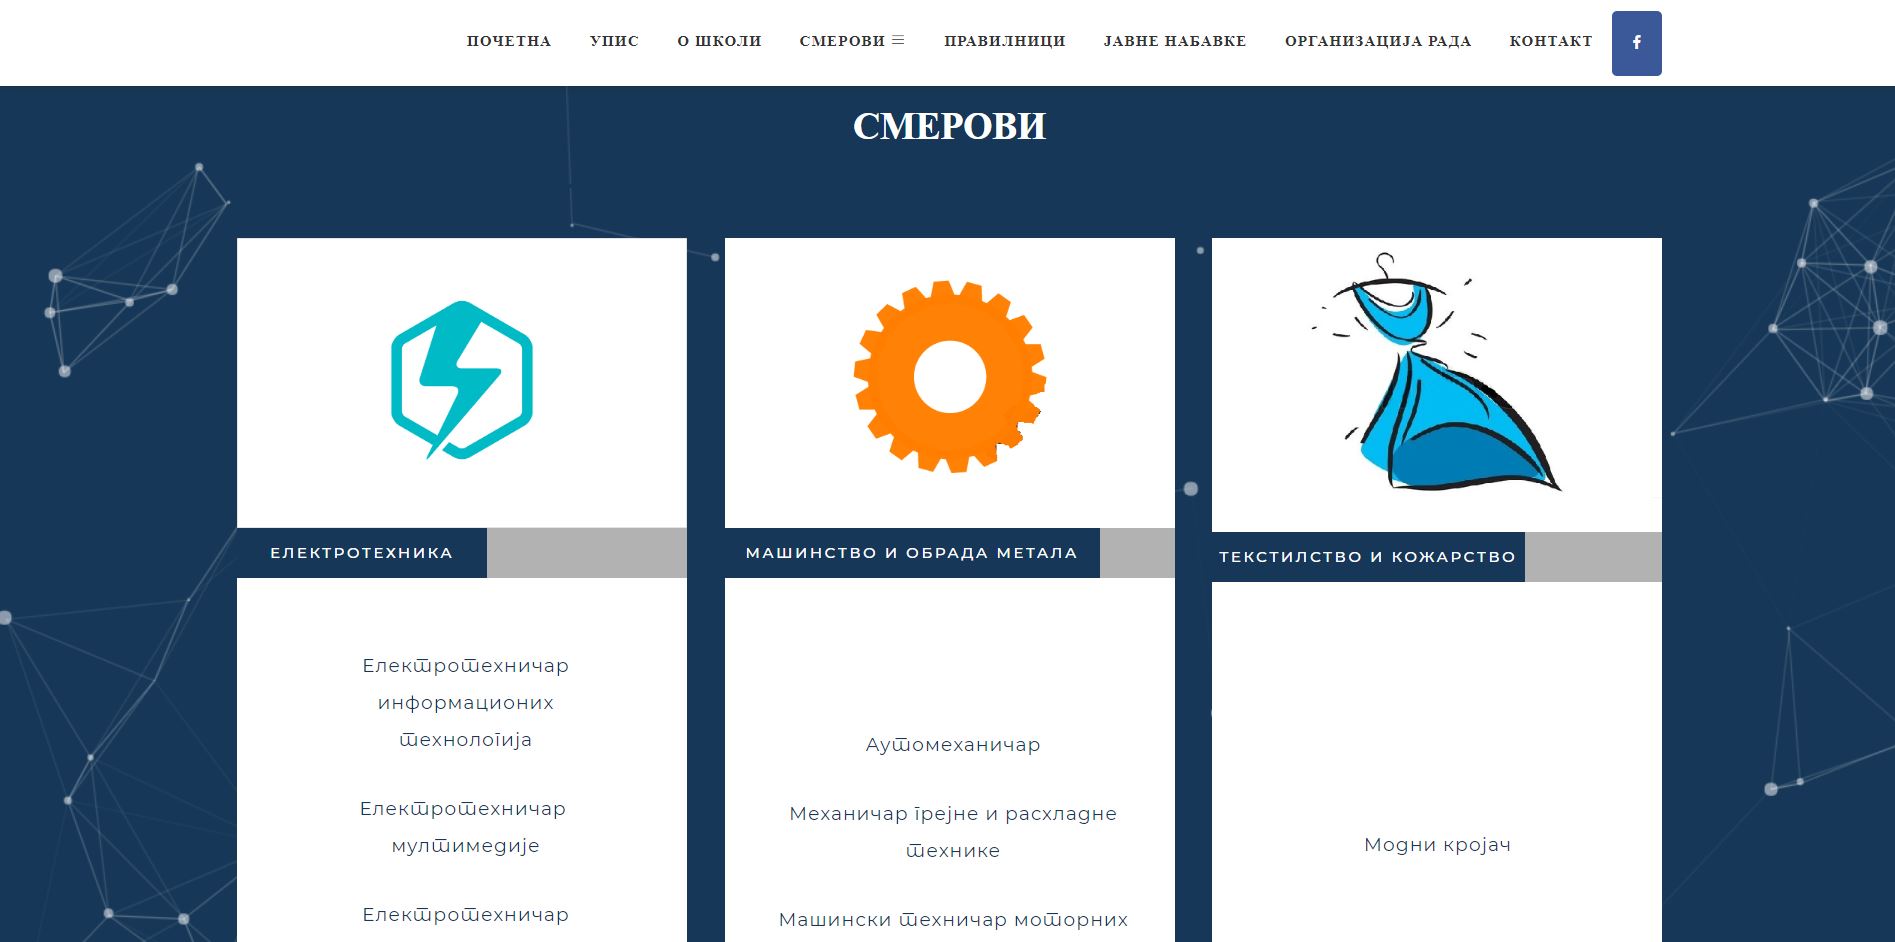 ПОЧЕТНА УПИС О ШКОЛИ СМЕРОВИ ПРАВИЛНИЦИ ЈАВНЕ НАБАВКЕ ОРГАНИЗАЦИЈА РАДА КОНТАКТ
СМЕРОВИ
ЕЛЕКТРОТЕХНИКА
Електротехничар
информационих
технологија
Електротехничар
мултимедије
Електротехничар
МАШИНСТВО И ОБРАДА МЕТАЛА
Аутомеханичар
Механичар грејне и расхладне
технике
Машински техничар моторних
ТЕКСТИЛСТВО И КОЖАРСТВО
Модни кројач